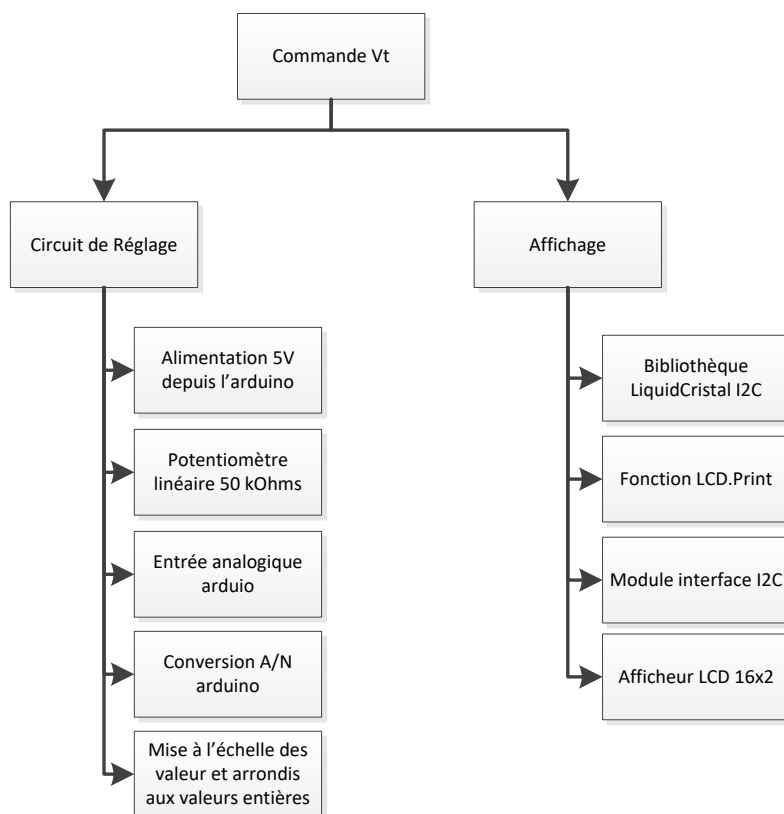 Commande Vt
Circuit de Réglage
Alimentation 5V
depuis l'arduino
Potentiomètre
linéaire 50 kOhms
Entrée analogique
arduio
Conversion A/N
arduino
Mise à l'échelle des
valeur et arrondis
aux valeurs entières
Affichage
Bibliothèque
LiquidCristal I2C
Fonction LCD.Print
Module interface I2C
Afficheur LCD 16x2